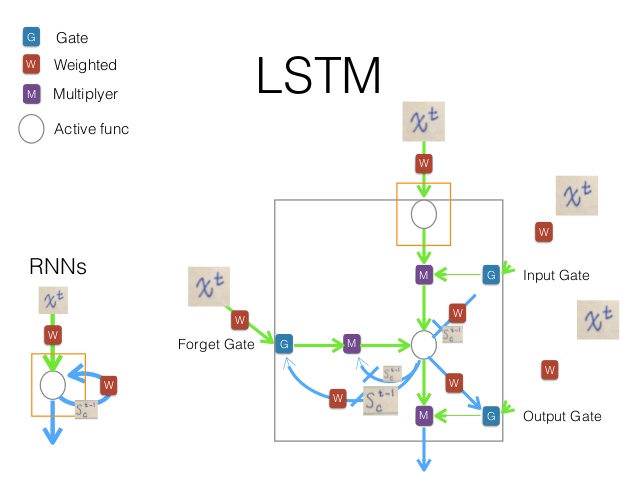 G Gate
W Weighted
M Multiplyer
Active func
LSTM
x^t
W
x^t
W
M
G
Input Gate
RNNs
x^t
W
W
S_c^t-1
x^t
W
Forget Gate
G
M
W
S_c^t-1
x^t
S_c^t-1
W
S_c^t-1
W
W
M
G
Output Gate